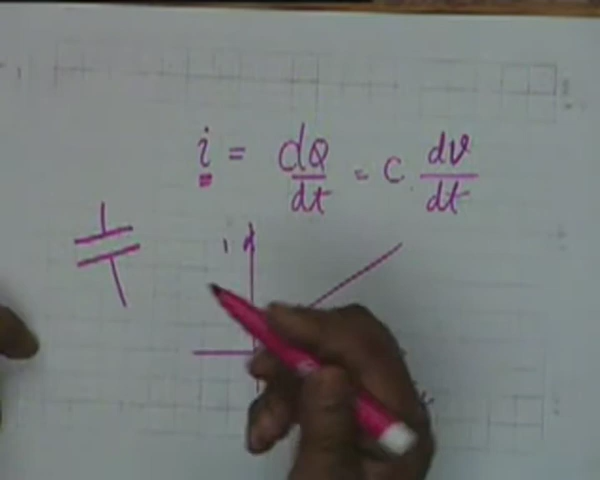 i = dQ/dt = C dv/dt
i